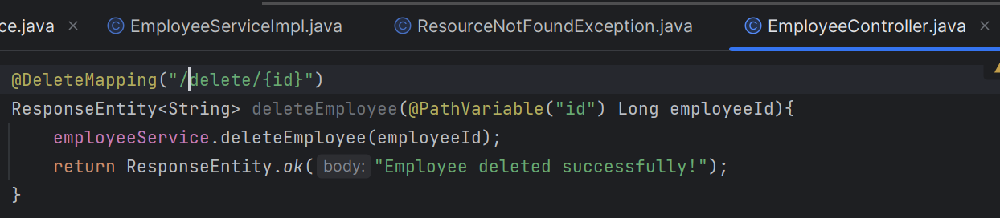 ce.java × EmployeeServiceImpl.java ResourceNotFoundException.java EmployeeController.java ×
@DeleteMapping("/delete/{id}")
ResponseEntity<String> deleteEmployee(@PathVariable("id") Long employeeId){
employeeService.deleteEmployee(employeeId);
return ResponseEntity.ok( body: "Employee deleted successfully!");
}